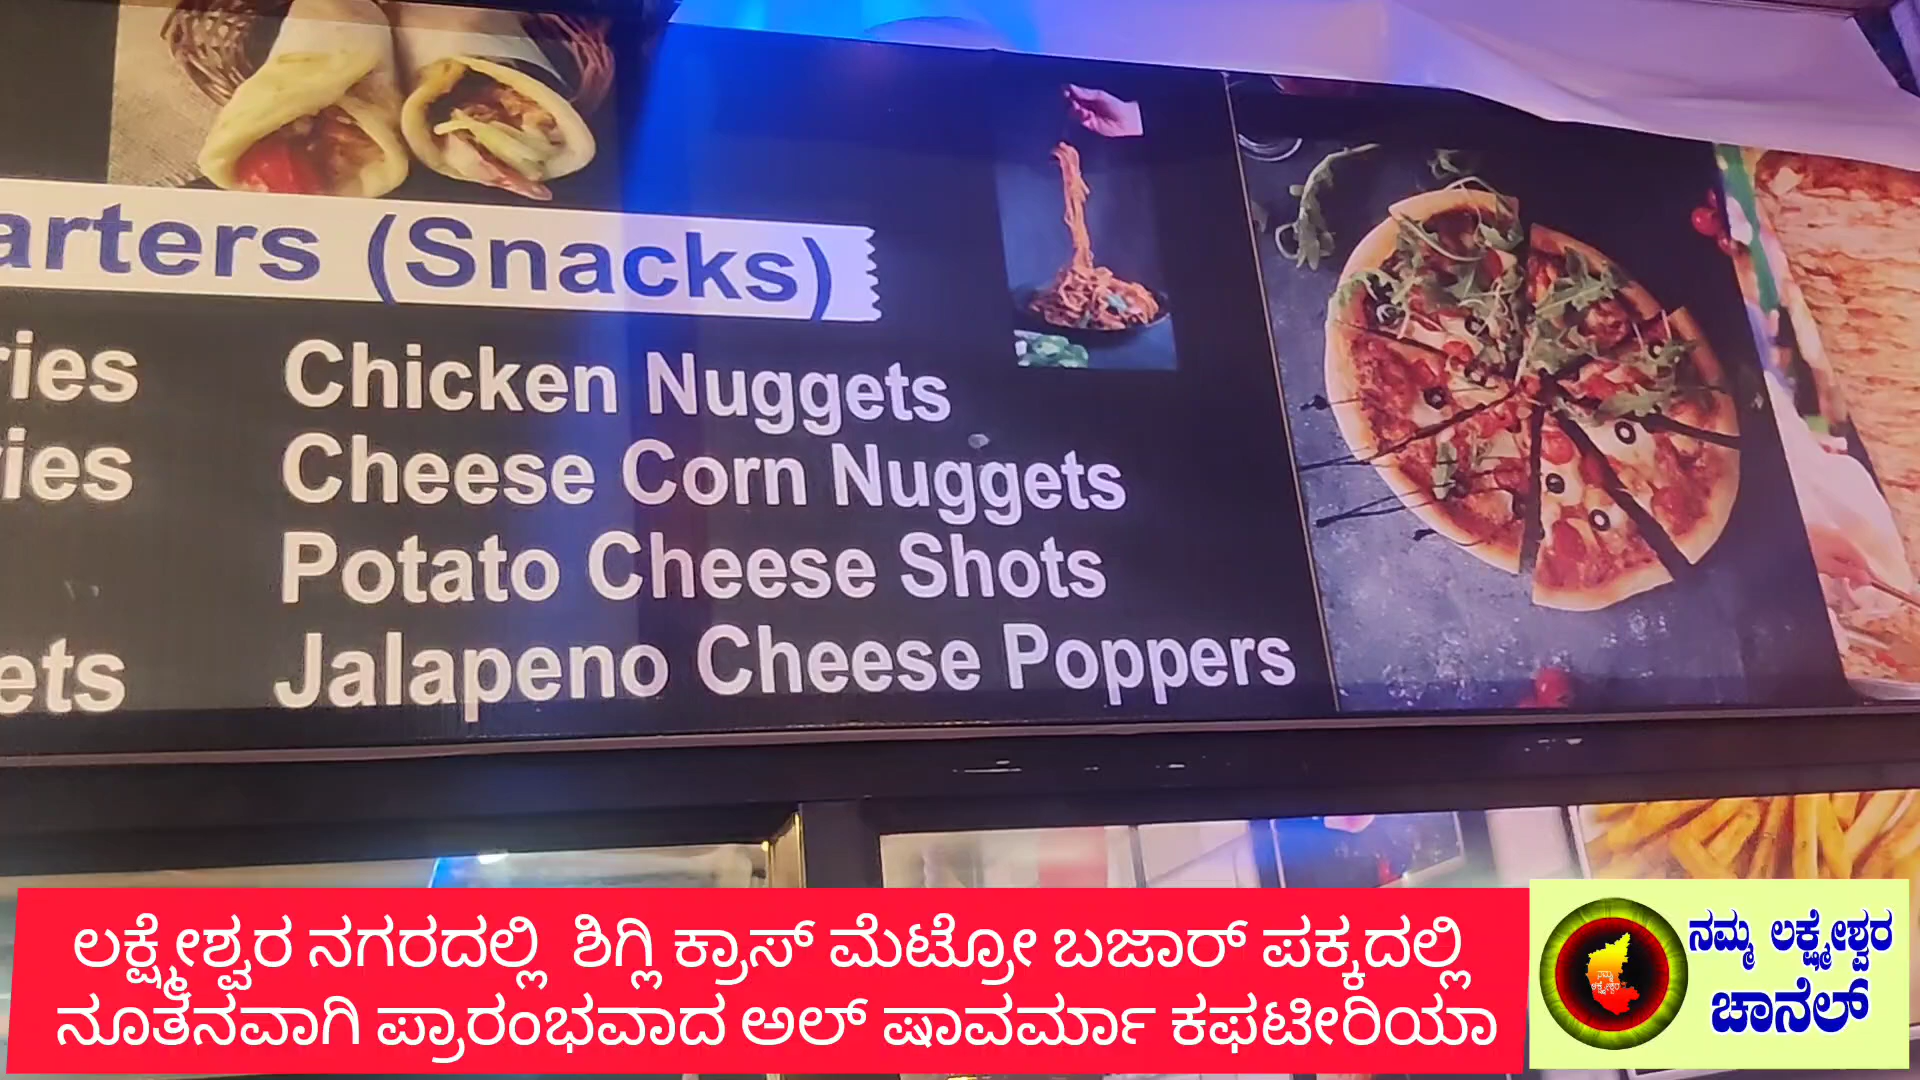 arters (Snacks)
ries Chicken Nuggets
ries Cheese Corn Nuggets
Potato Cheese Shots
ets Jalapeno Cheese Poppers
ಲಕ್ಷ್ಮೇಶ್ವರ ನಗರದಲ್ಲಿ ಶಿಗ್ಲಿ ಕ್ರಾಸ್ ಮೆಟ್ರೋ ಬಜಾರ್ ಪಕ್ಕದಲ್ಲಿ
ನೂತನವಾಗಿ ಪ್ರಾರಂಭವಾದ ಅಲ್ ಷಾವರ್ಮಾ ಕಫಟೀರಿಯಾ
ನಮ್ಮ ಲಕ್ಷ್ಮೇಶ್ವರ
ಚಾನೆಲ್